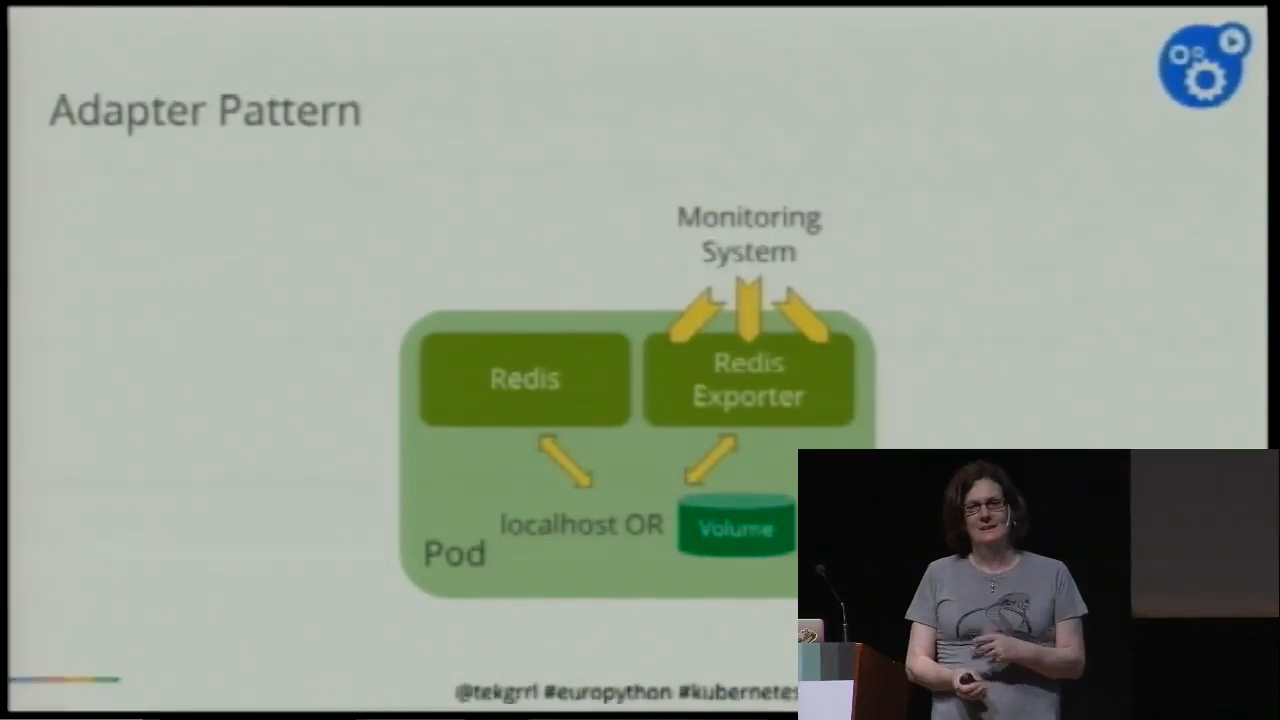 Adapter Pattern
Monitoring
System
Redis
Redis
Exporter
localhost OR
Volume
Pod
@tekgrrl #europython #kubernetes